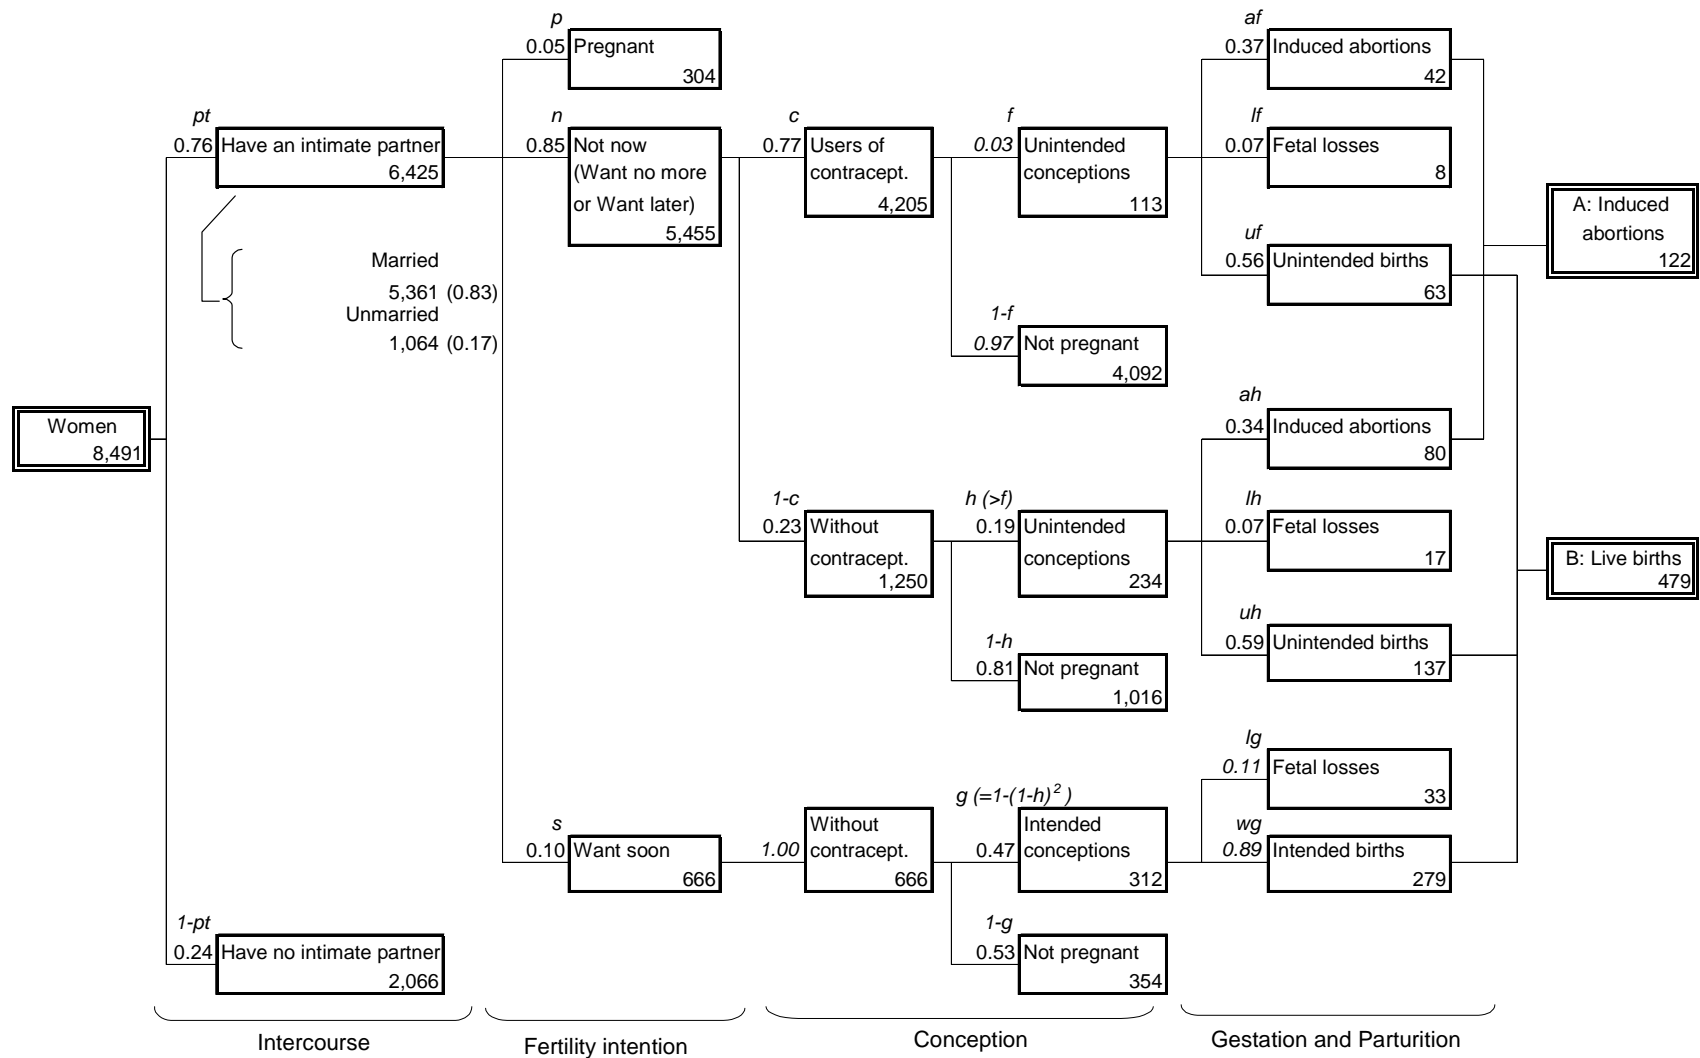 Women
8,491
pt
0.76
Have an intimate partner
6,425
Married
5,361 (0.83)
Unmarried
1,064 (0.17)
1-pt
0.24
Have no intimate partner
2,066
p
0.05
Pregnant
304
n
0.85
Not now
(Want no more
or Want later)
5,455
s
0.10
Want soon
666
c
0.77
Users of
contracept.
4,205
1-c
0.23
Without
contracept.
1,250
1.00
Without
contracept.
666
f
0.03
Unintended
conceptions
113
1-f
0.97
Not pregnant
4,092
h (>f)
0.19
Unintended
conceptions
234
1-h
0.81
Not pregnant
1,016
g (=1-(1-h)²)
0.47
Intended
conceptions
312
1-g
0.53
Not pregnant
354
af
0.37
Induced abortions
42
lf
0.07
Fetal losses
8
uf
0.56
Unintended births
63
ah
0.34
Induced abortions
80
lh
0.07
Fetal losses
17
uh
0.59
Unintended births
137
lg
0.11
Fetal losses
33
wg
0.89
Intended births
279
A: Induced
abortions
122
B: Live births
479
Intercourse
Fertility intention
Conception
Gestation and Parturition